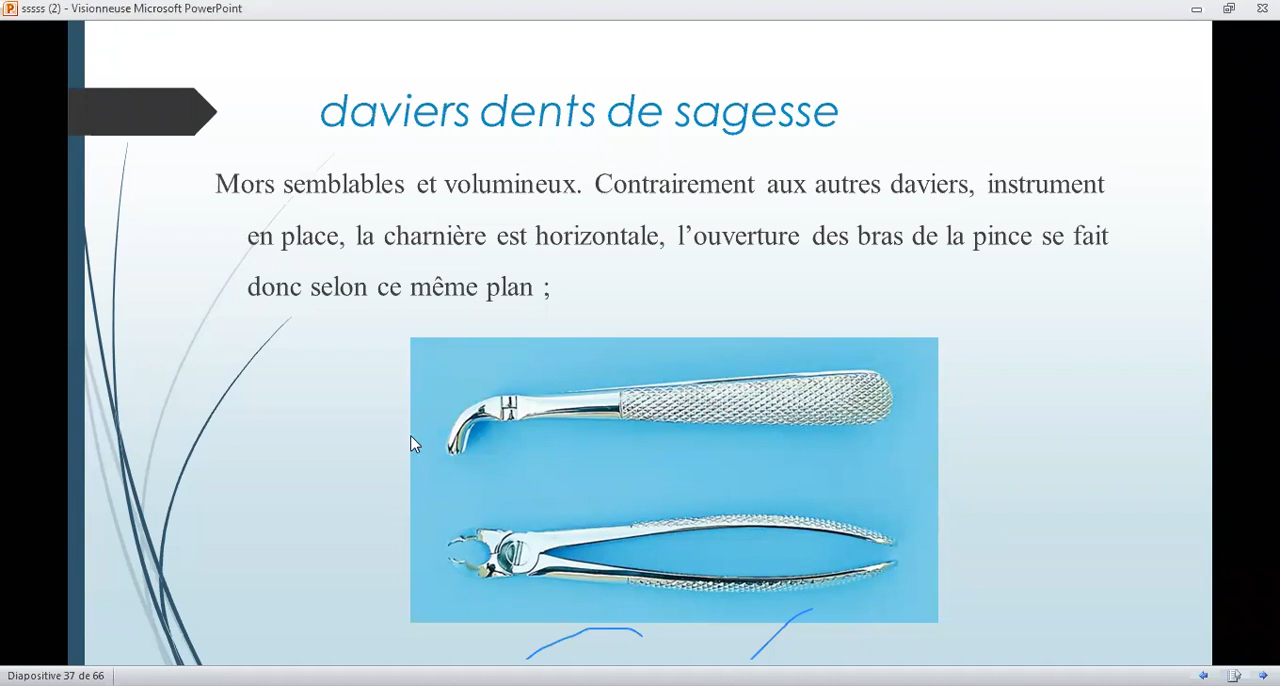 sssss (2) - Visionneuse Microsoft PowerPoint
daviers dents de sagesse
Mors semblables et volumineux. Contrairement aux autres daviers, instrument
en place, la charnière est horizontale, l’ouverture des bras de la pince se fait
donc selon ce même plan ;
Diapositive 37 de 66